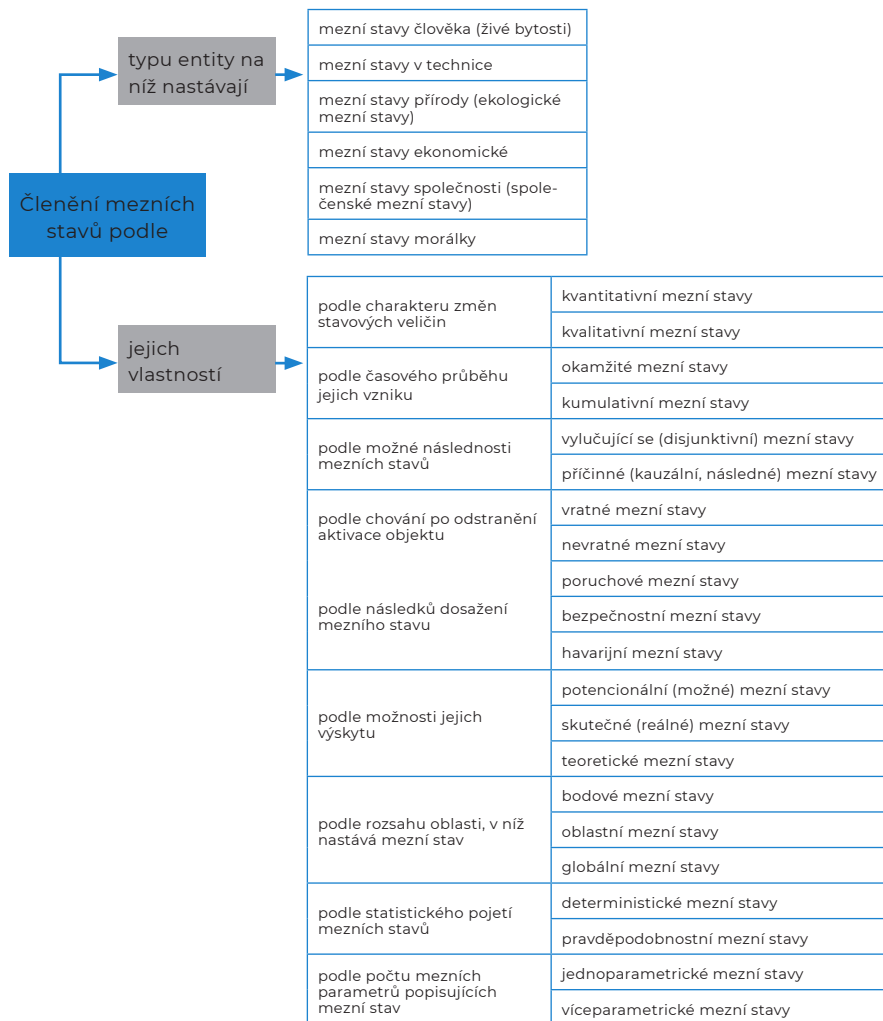 Členění mezních
stavů podle
typu entity na
níž nastávají
mezní stavy člověka (živé bytosti)
mezní stavy v technice
mezní stavy přírody (ekologické
mezní stavy)
mezní stavy ekonomické
mezní stavy společnosti (spole-
čenské mezní stavy)
mezní stavy morálky
jejich
vlastností
podle charakteru změn
stavových veličin
kvantitativní mezní stavy
kvalitativní mezní stavy
podle časového průběhu
jejich vzniku
okamžité mezní stavy
kumulativní mezní stavy
podle možné následnosti
mezních stavů
vylučující se (disjunktivní) mezní stavy
příčinné (kauzální, následné) mezní stavy
podle chování po odstranění
aktivace objektu
vratné mezní stavy
nevratné mezní stavy
podle následků dosažení
mezního stavu
poruchové mezní stavy
bezpečnostní mezní stavy
havarijní mezní stavy
podle možnosti jejich
výskytu
potencionální (možné) mezní stavy
skutečné (reálné) mezní stavy
teoretické mezní stavy
podle rozsahu oblasti, v níž
nastává mezní stav
bodové mezní stavy
oblastní mezní stavy
globální mezní stavy
podle statistického pojetí
mezních stavů
deterministické mezní stavy
pravděpodobnostní mezní stavy
podle počtu mezních
parametrů popisujících
mezní stav
jednoparametrické mezní stavy
víceparametrické mezní stavy